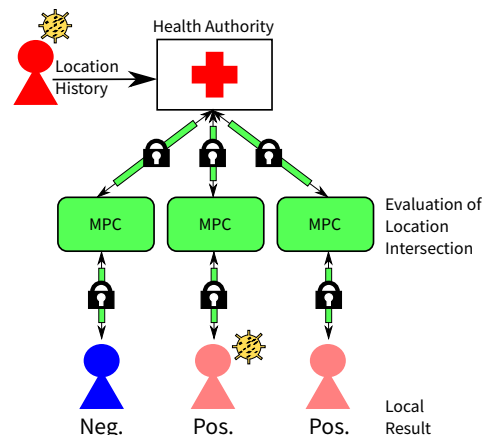 Health Authority
Location
History
MPC
MPC
MPC
Evaluation of
Location
Intersection
Neg.
Pos.
Pos.
Local
Result